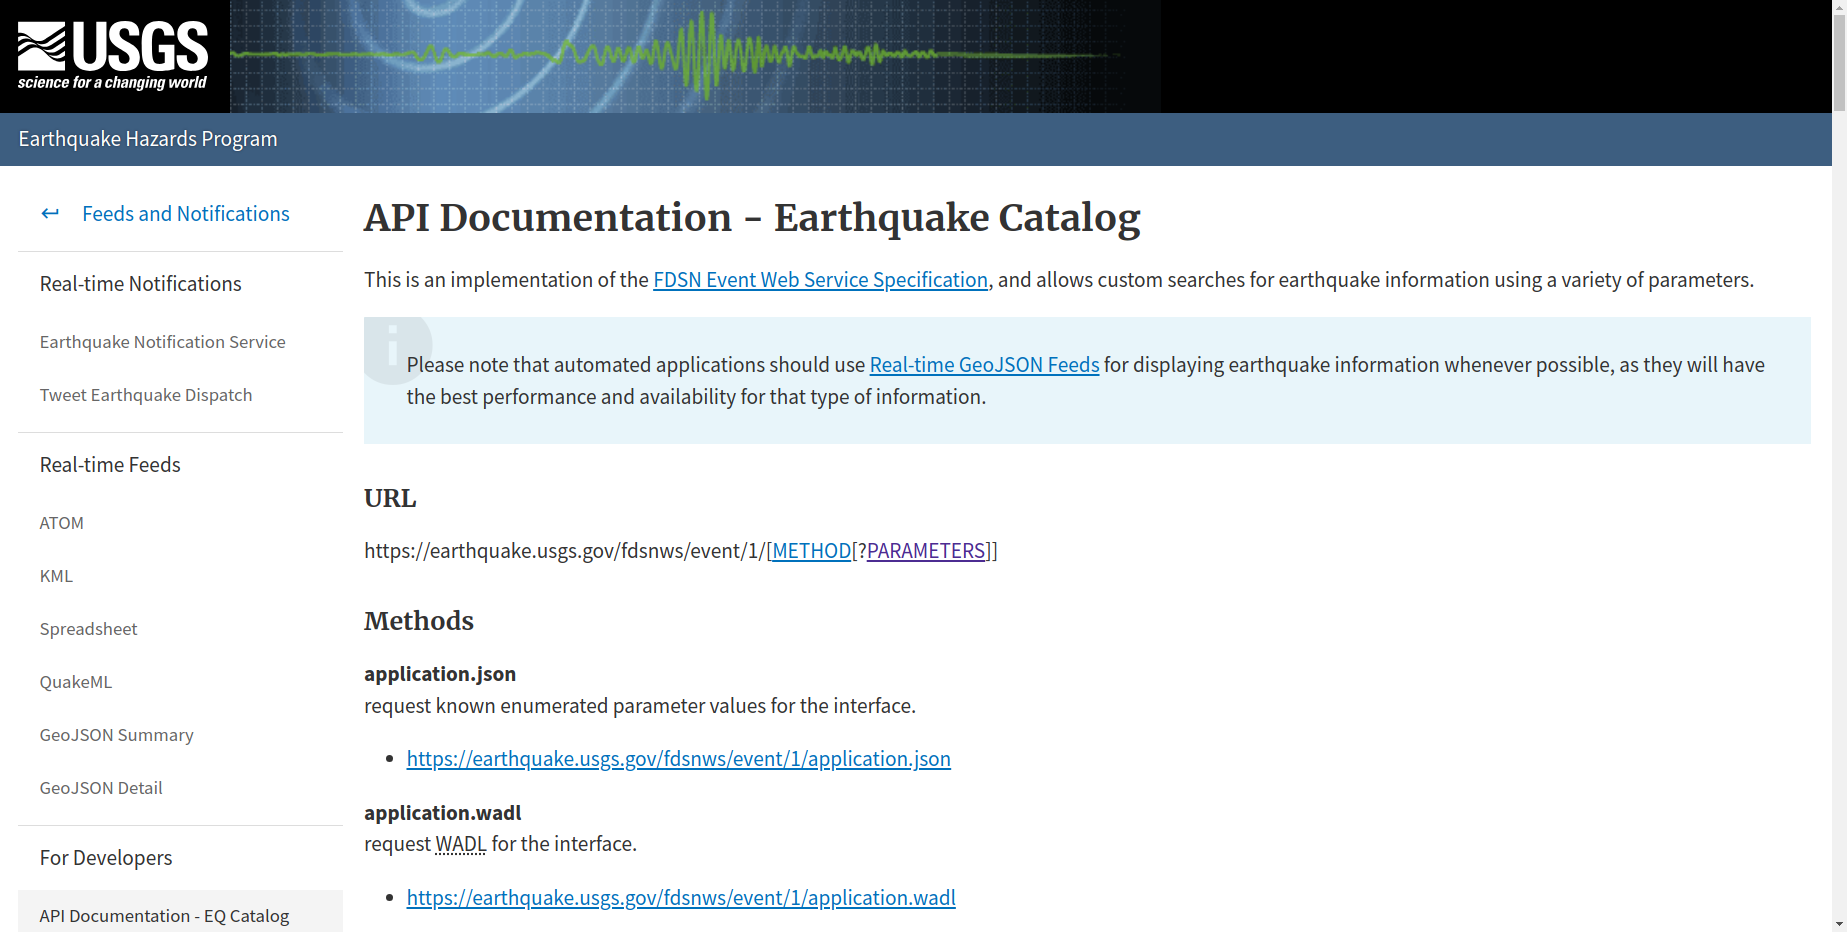 USGS
science for a changing world
Earthquake Hazards Program
Feeds and Notifications
Real-time Notifications
Earthquake Notification Service
Tweet Earthquake Dispatch
Real-time Feeds
ATOM
KML
Spreadsheet
QuakeML
GeoJSON Summary
GeoJSON Detail
For Developers
API Documentation - EQ Catalog
API Documentation - Earthquake Catalog
This is an implementation of the FDSN Event Web Service Specification, and allows custom searches for earthquake information using a variety of parameters.
Please note that automated applications should use Real-time GeoJSON Feeds for displaying earthquake information whenever possible, as they will have
the best performance and availability for that type of information.
URL
https://earthquake.usgs.gov/fdsnws/event/1/[METHOD[?PARAMETERS]]
Methods
application.json
request known enumerated parameter values for the interface.
https://earthquake.usgs.gov/fdsnws/event/1/application.json
application.wadl
request WADL for the interface.
https://earthquake.usgs.gov/fdsnws/event/1/application.wadl